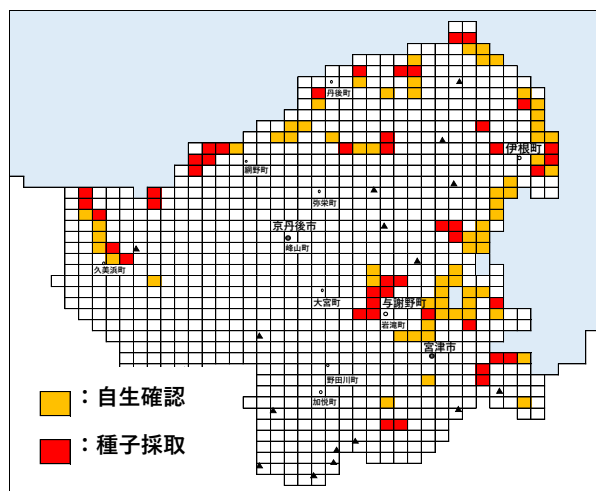 丹後町
伊根町
網野町
弥栄町
京丹後市
峰山町
久美浜町
大宮町
与謝野町
岩滝町
宮津市
野田川町
加悦町
：自生確認
：種子採取